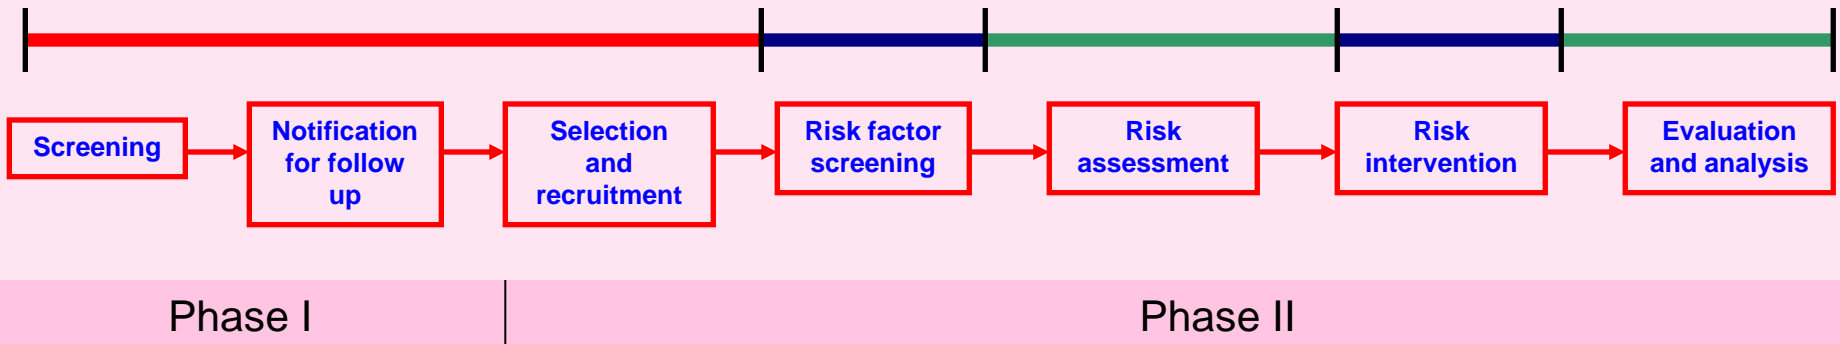 Screening
Notification
for follow
up
Selection
and
recruitment
Risk factor
screening
Risk
assessment
Risk
intervention
Evaluation
and analysis
Phase I
Phase II